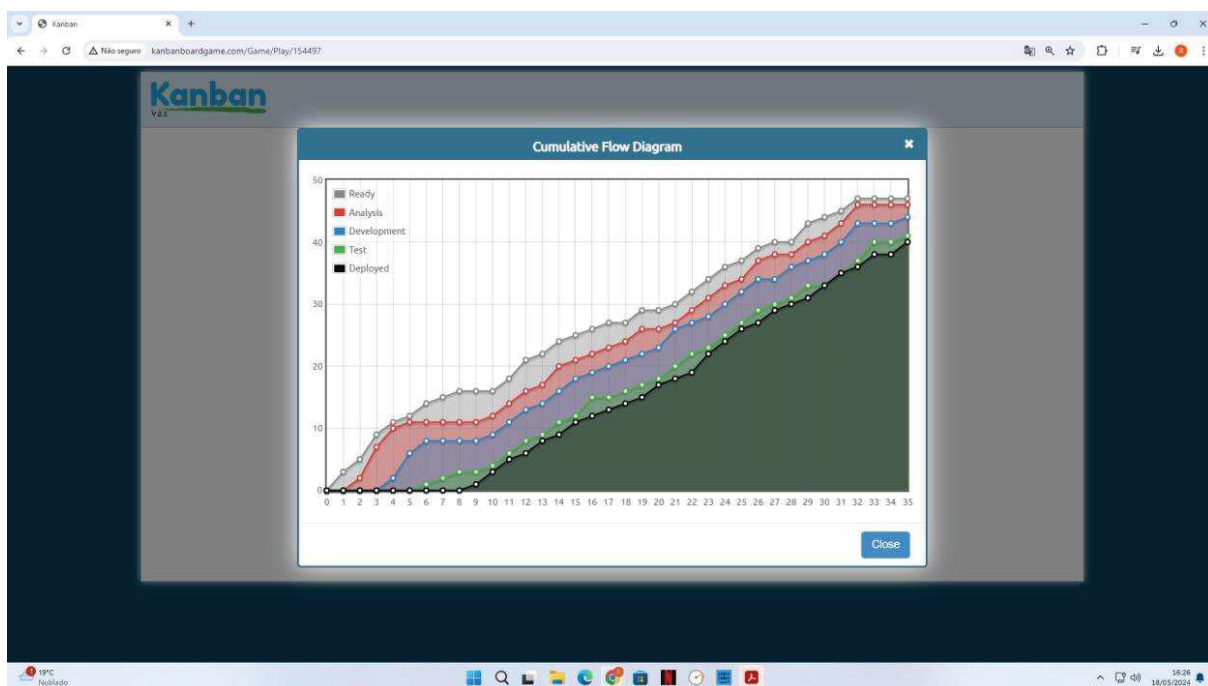 Kanban
Não seguro kanbanboardgame.com/Game/Play/154497
Kanban
Cumulative Flow Diagram
50
Ready
Analysis
Development
40
Test
Deployed
30
20
10
0
0 1 2 3 4 5 6 7 8 9 10 11 12 13 14 15 16 17 18 19 20 21 22 23 24 25 26 27 28 29 30 31 32 33 34 35
Close
19°C
Nublado
18/05/2024